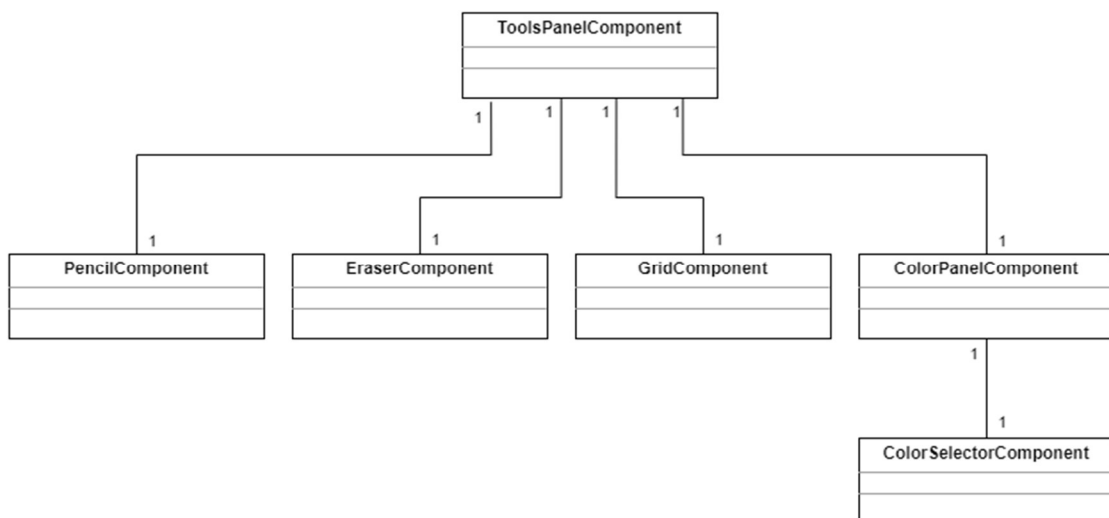 ToolsPanelComponent
1
1
1
1
1
1
1
1
PencilComponent
EraserComponent
GridComponent
ColorPanelComponent
1
1
ColorSelectorComponent